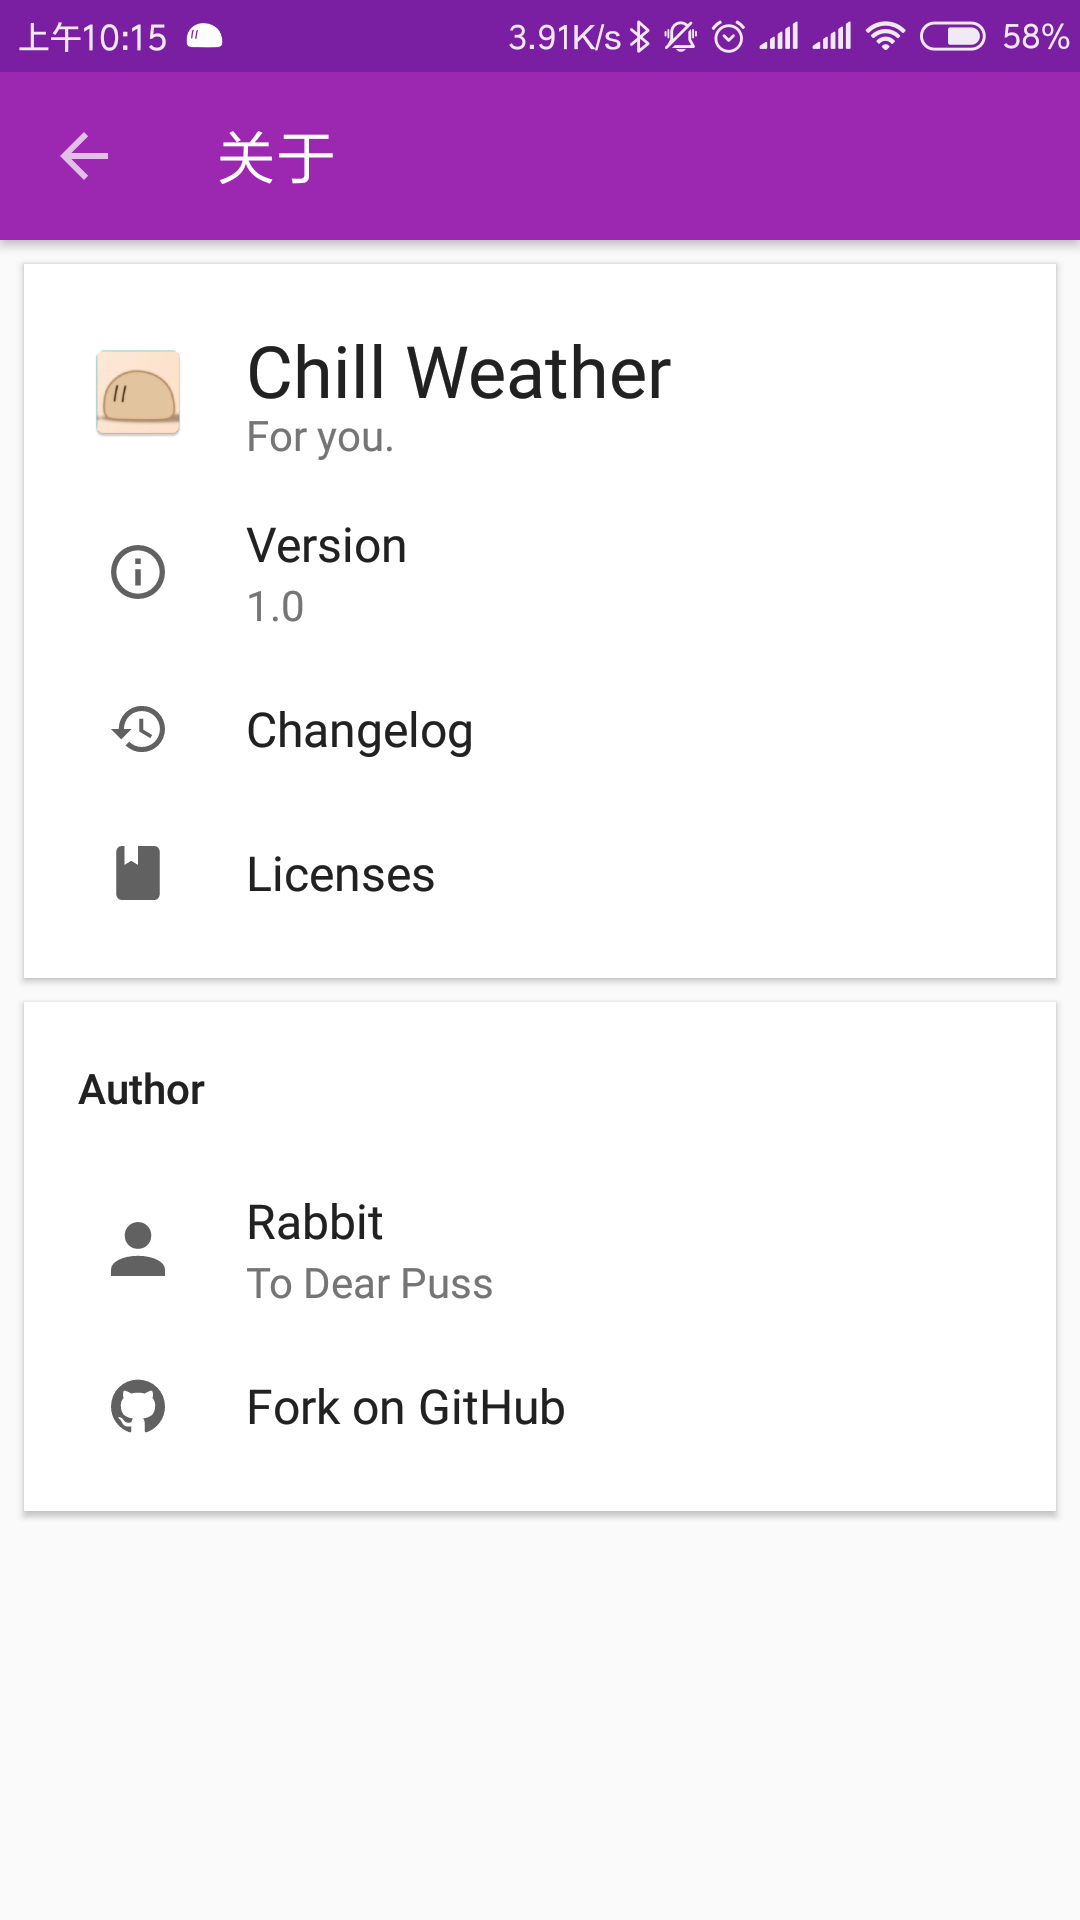 上午10:15 3.91K/s 58%
关于
Chill Weather
For you.
Version
1.0
Changelog
Licenses
Author
Rabbit
To Dear Puss
Fork on GitHub